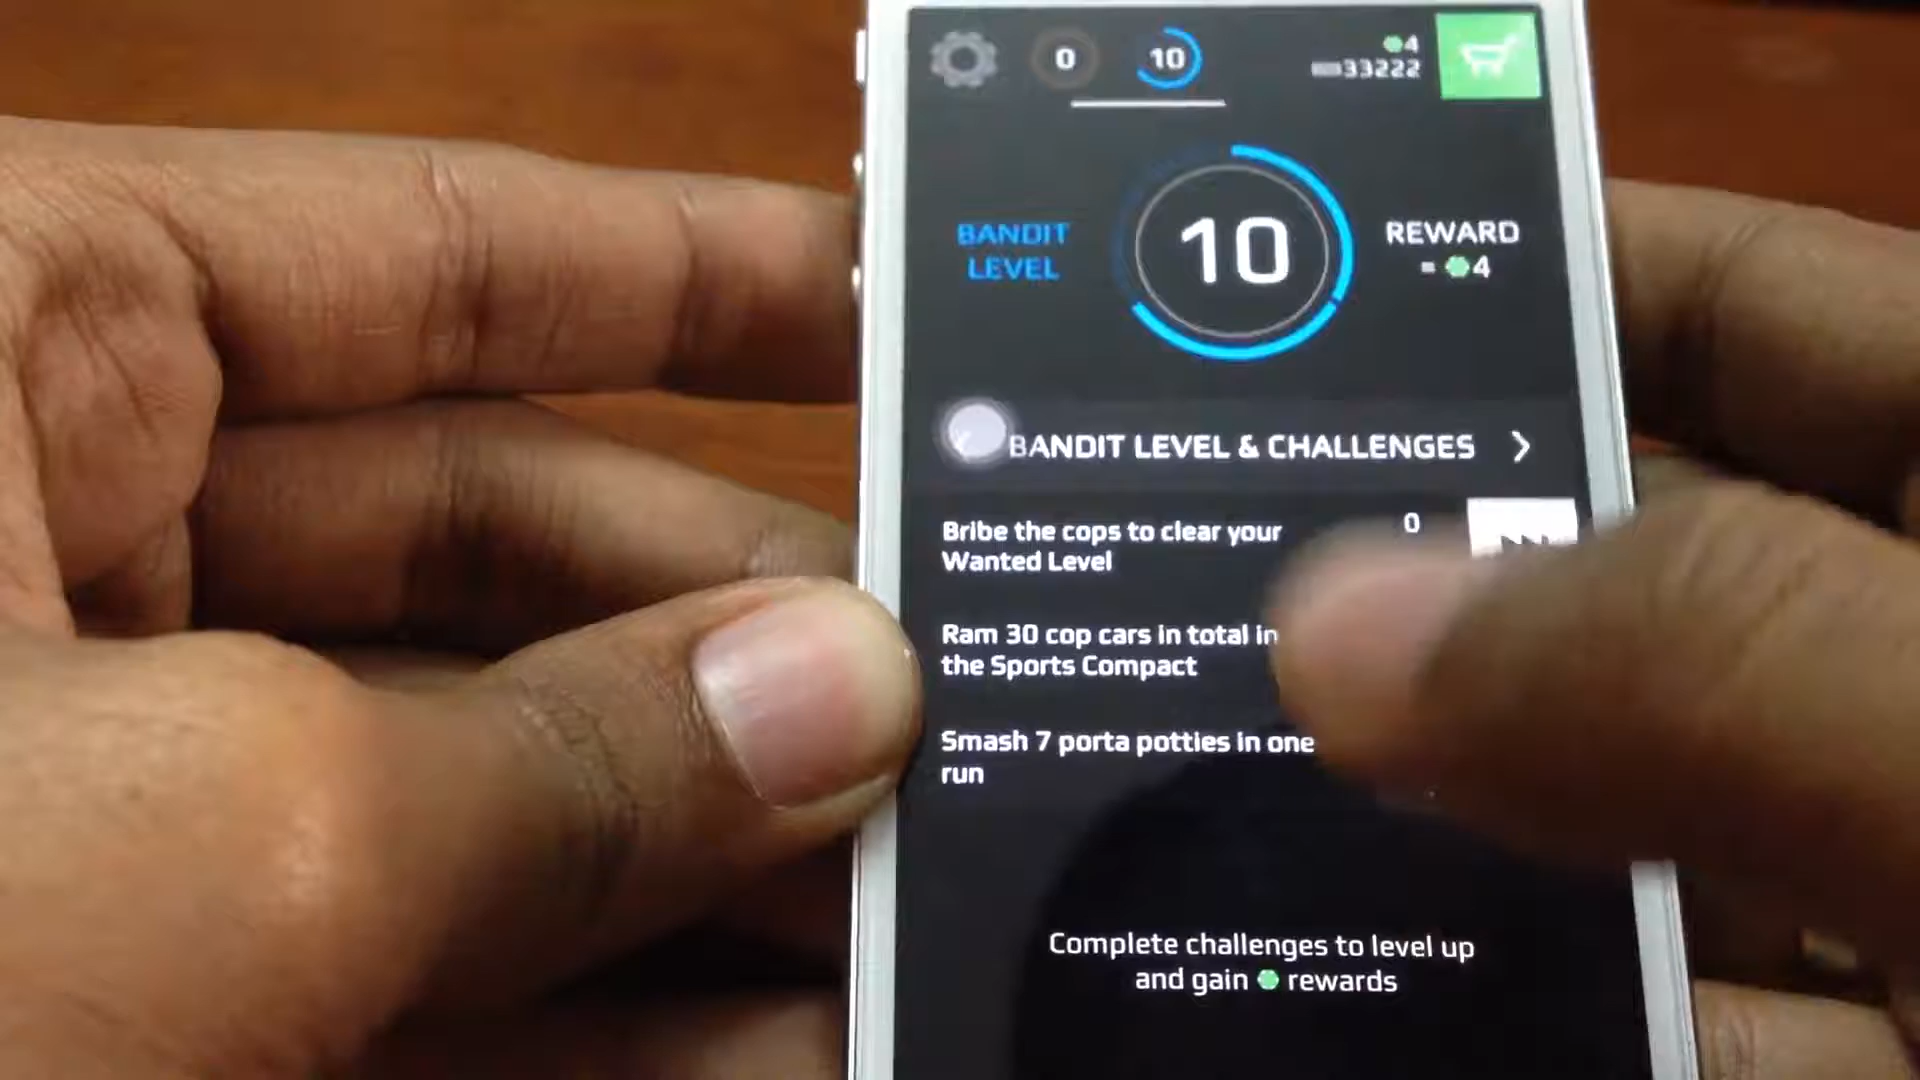 0
10
4
33222
BANDIT
LEVEL
10
REWARD
= 4
BANDIT LEVEL & CHALLENGES
Bribe the cops to clear your
Wanted Level
0
Ram 30 cop cars in total in
the Sports Compact
Smash 7 porta potties in one
run
Complete challenges to level up
and gain rewards